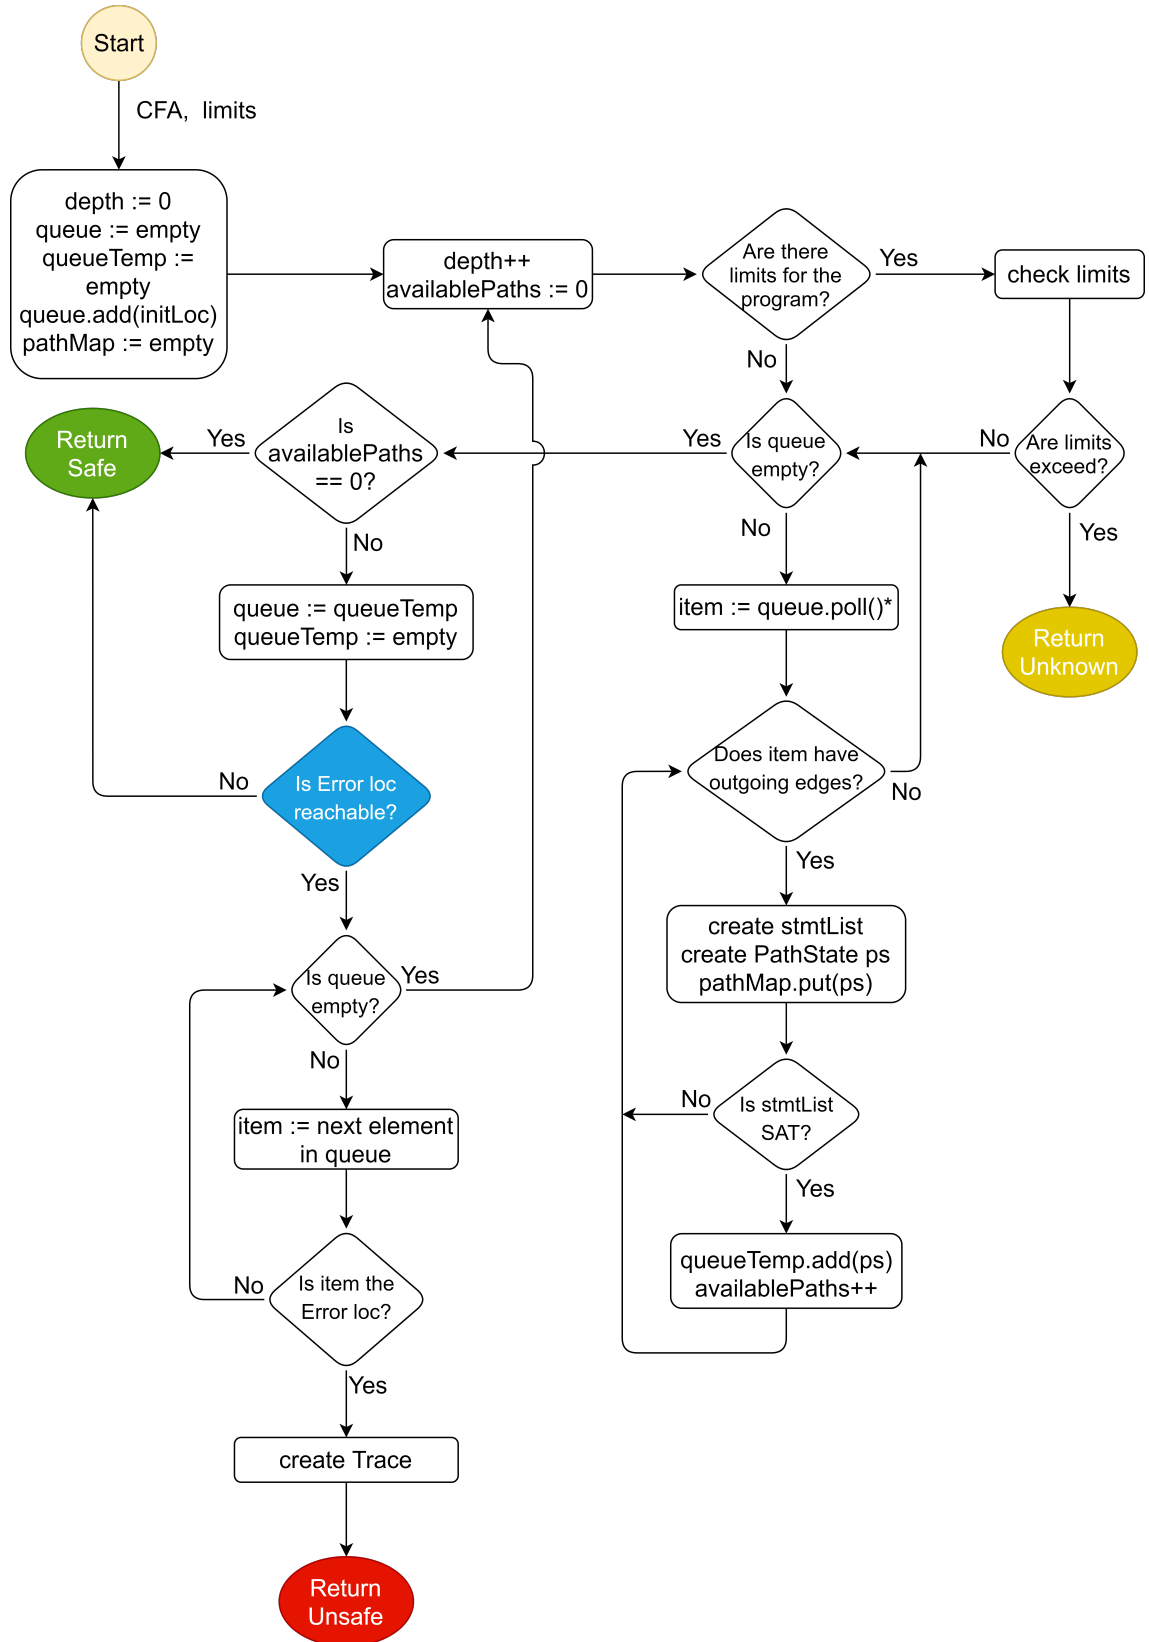 Start
CFA,  limits
depth := 0
queue := empty
queueTemp :=
empty
queue.add(initLoc)
pathMap := empty
depth++
availablePaths := 0
Are there
limits for the
program?
Yes
check limits
No
Is queue
empty?
Yes
No
Are limits
exceed?
Yes
Return
Unknown
Is
availablePaths
== 0?
Yes
Return
Safe
No
queue := queueTemp
queueTemp := empty
No
item := queue.poll()*
Does item have
outgoing edges?
No
Yes
Is Error loc
reachable?
No
Yes
create stmtList
create PathState ps
pathMap.put(ps)
Is queue
empty?
Yes
No
Is stmtList
SAT?
No
Yes
item := next element
in queue
queueTemp.add(ps)
availablePaths++
Is item the
Error loc?
No
Yes
create Trace
Return
Unsafe